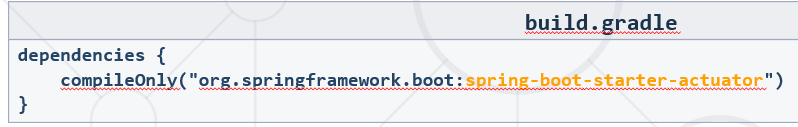 build.gradle
dependencies {
    compileOnly("org.springframework.boot:spring-boot-starter-actuator")
}